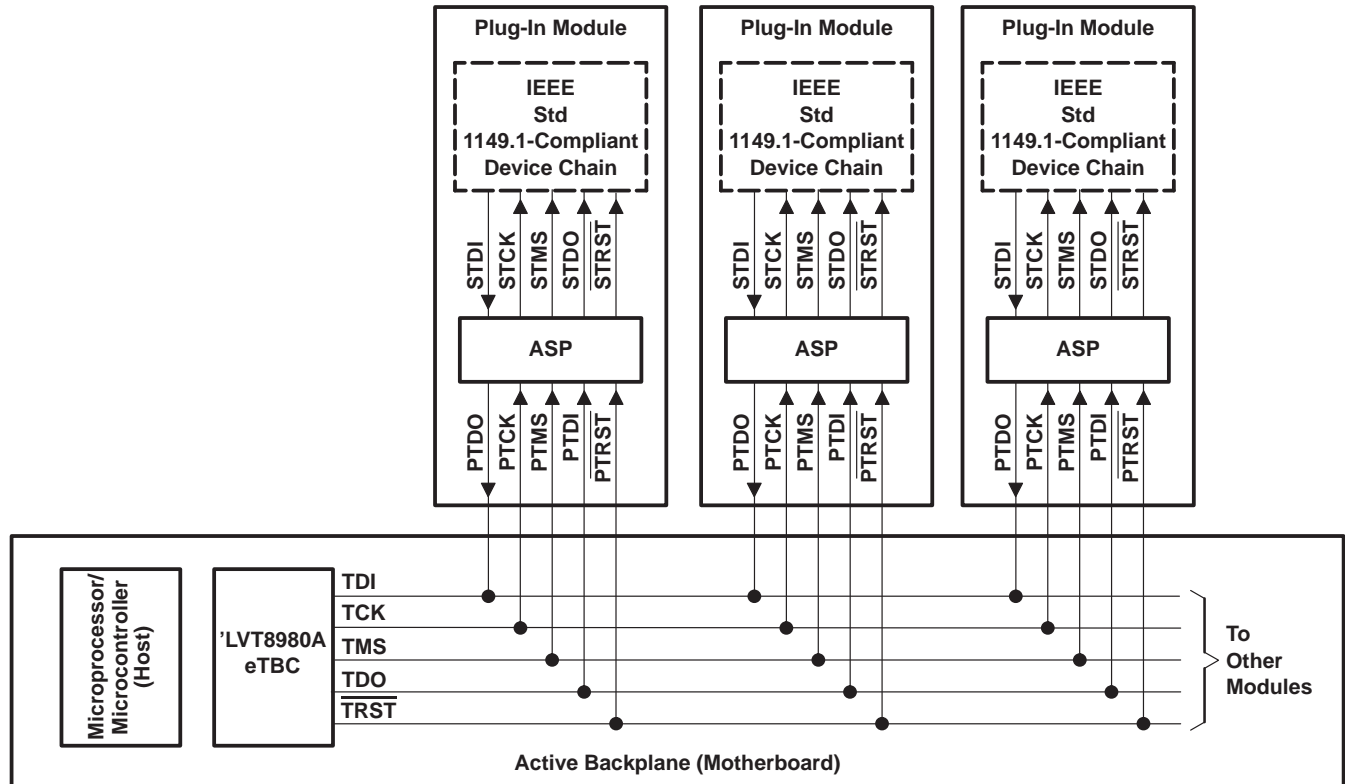 Plug-In Module
IEEE
Std
1149.1-Compliant
Device Chain
STDI
STCK
STMS
STDO
STRST
ASP
PTDO
PTCK
PTMS
PTDI
PTRST
Plug-In Module
IEEE
Std
1149.1-Compliant
Device Chain
STDI
STCK
STMS
STDO
STRST
ASP
PTDO
PTCK
PTMS
PTDI
PTRST
Plug-In Module
IEEE
Std
1149.1-Compliant
Device Chain
STDI
STCK
STMS
STDO
STRST
ASP
PTDO
PTCK
PTMS
PTDI
PTRST
Microprocessor/
Microcontroller
(Host)
’LVT8980A
eTBC
TDI
TCK
TMS
TDO
TRST
To
Other
Modules
Active Backplane (Motherboard)